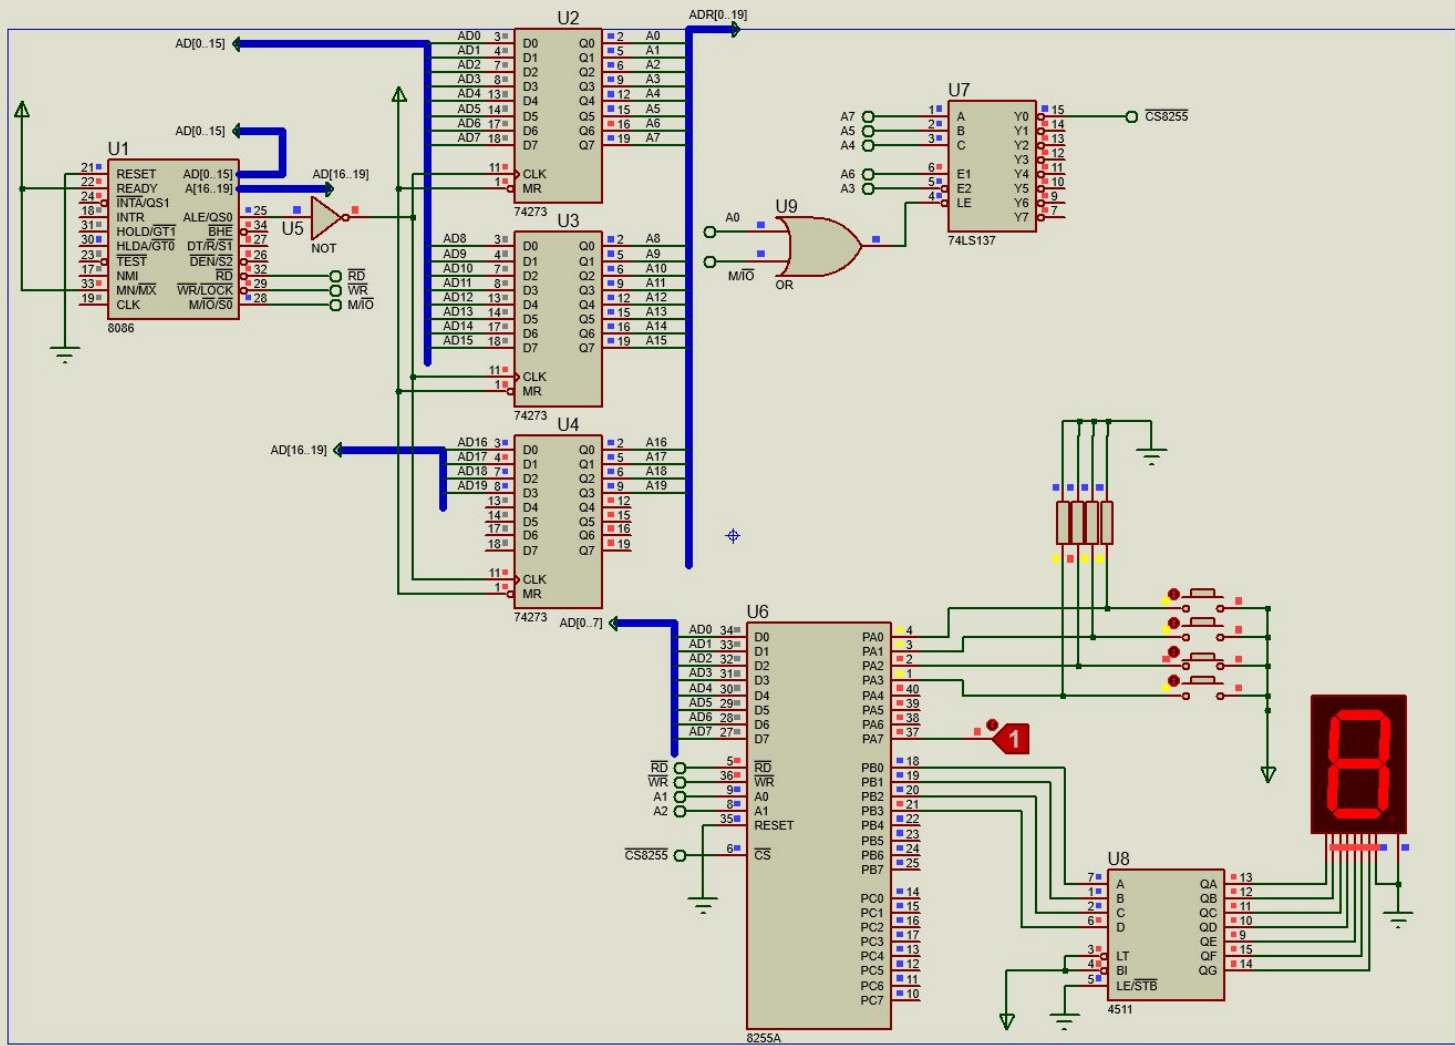 AD[0..15]
U2
AD0 3 D0 Q0 2 A0
AD1 4 D1 Q1 5 A1
AD2 7 D2 Q2 6 A2
AD3 8 D3 Q3 9 A3
AD4 13 D4 Q4 12 A4
AD5 14 D5 Q5 15 A5
AD6 17 D6 Q6 16 A6
AD7 18 D7 Q7 19 A7
11 CLK
1 MR
74273
ADR[0..19]
AD[0..15]
U1
21 RESET AD[0..15]
22 READY A[16..19]
AD[16..19]
24 INTA/QS1
18 INTR ALE/QS0 25
31 HOLD/GT1 BHE 34
30 HLDA/GT0 DT/R/S1 27
23 TEST DEN/S2 26
17 NMI RD 32 RD
33 MN/MX WR/LOCK 29 WR
19 CLK M/IO/S0 28 M/IO
8086
U5
NOT
U3
AD8 3 D0 Q0 2 A8
AD9 4 D1 Q1 5 A9
AD10 7 D2 Q2 6 A10
AD11 8 D3 Q3 9 A11
AD12 13 D4 Q4 12 A12
AD13 14 D5 Q5 15 A13
AD14 17 D6 Q6 16 A14
AD15 18 D7 Q7 19 A15
11 CLK
1 MR
74273
U7
A7 1 A Y0 15 CS8255
A5 2 B Y1 14
A4 3 C Y2 13
Y3 12
A6 6 E1 Y4 11
A3 5 E2 Y5 10
4 LE Y6 9
Y7 7
74LS137
U9
A0
M/IO
OR
AD[16..19]
U4
AD16 3 D0 Q0 2 A16
AD17 4 D1 Q1 5 A17
AD18 7 D2 Q2 6 A18
AD19 8 D3 Q3 9 A19
13 D4 Q4 12
14 D5 Q5 15
17 D6 Q6 16
18 D7 Q7 19
11 CLK
1 MR
74273
AD[0..7]
U6
AD0 34 D0 PA0 4
AD1 33 D1 PA1 3
AD2 32 D2 PA2 2
AD3 31 D3 PA3 1
AD4 30 D4 PA4 40
AD5 29 D5 PA5 39
AD6 28 D6 PA6 38
AD7 27 D7 PA7 37
1
RD 5 RD PB0 18
WR 36 WR PB1 19
A1 9 A0 PB2 20
A2 8 A1 PB3 21
35 RESET PB4 22
PB5 23
CS8255 6 CS PB6 24
PB7 25
PC0 14
PC1 15
PC2 16
PC3 17
PC4 13
PC5 12
PC6 11
PC7 10
8255A
8
U8
7 A QA 13
1 B QB 12
2 C QC 11
6 D QD 10
QE 9
3 LT QF 15
4 BI QG 14
5 LE/STB
4511